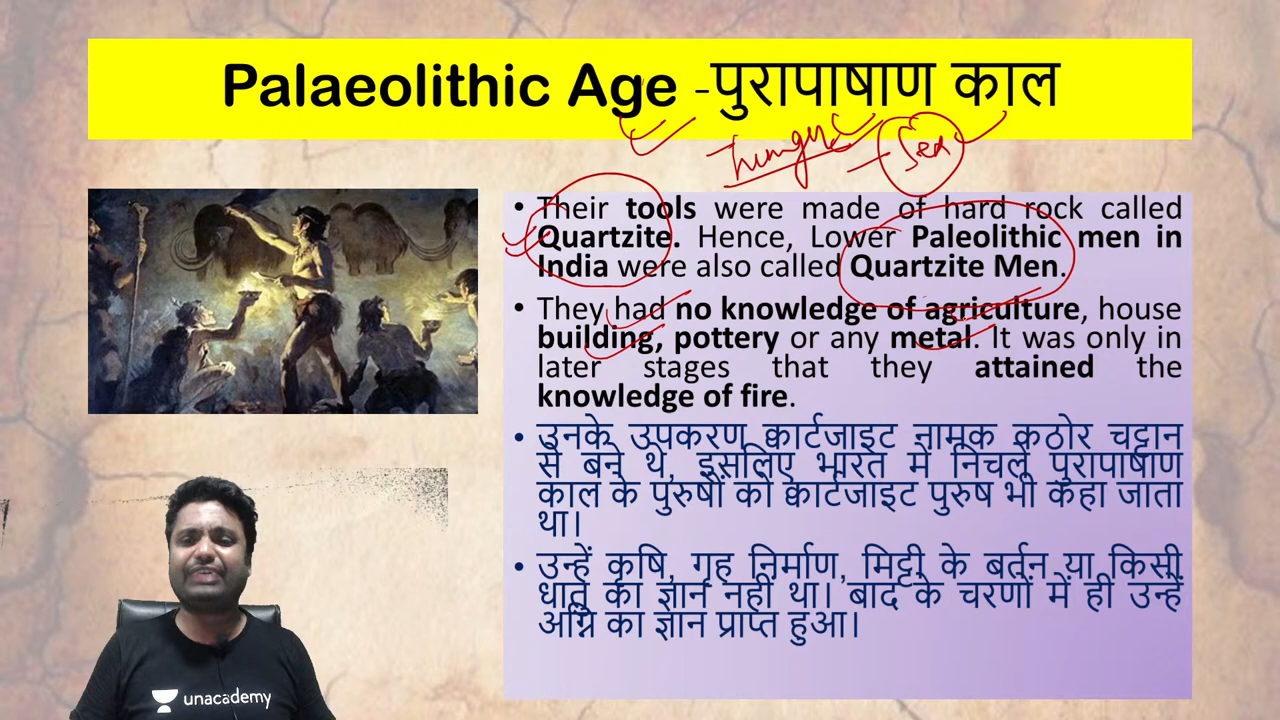 Palaeolithic Age -पुरापाषाण काल
hunger
Sex
• Their tools were made of hard rock called
Quartzite. Hence, Lower Paleolithic men in
India were also called Quartzite Men.
• They had no knowledge of agriculture, house
building, pottery or any metal. It was only in
later stages that they attained the
knowledge of fire.
• उनके उपकरण क्वार्टजाइट नामक कठोर चट्टान
से बने थे, इसलिए भारत में निचले पुरापाषाण
काल के पुरुषों को क्वार्टजाइट पुरुष भी कहा जाता
था।
• उन्हें कृषि, गृह निर्माण, मिट्टी के बर्तन या किसी
धातु का ज्ञान नहीं था। बाद के चरणों में ही उन्हें
अग्नि का ज्ञान प्राप्त हुआ।
unacademy